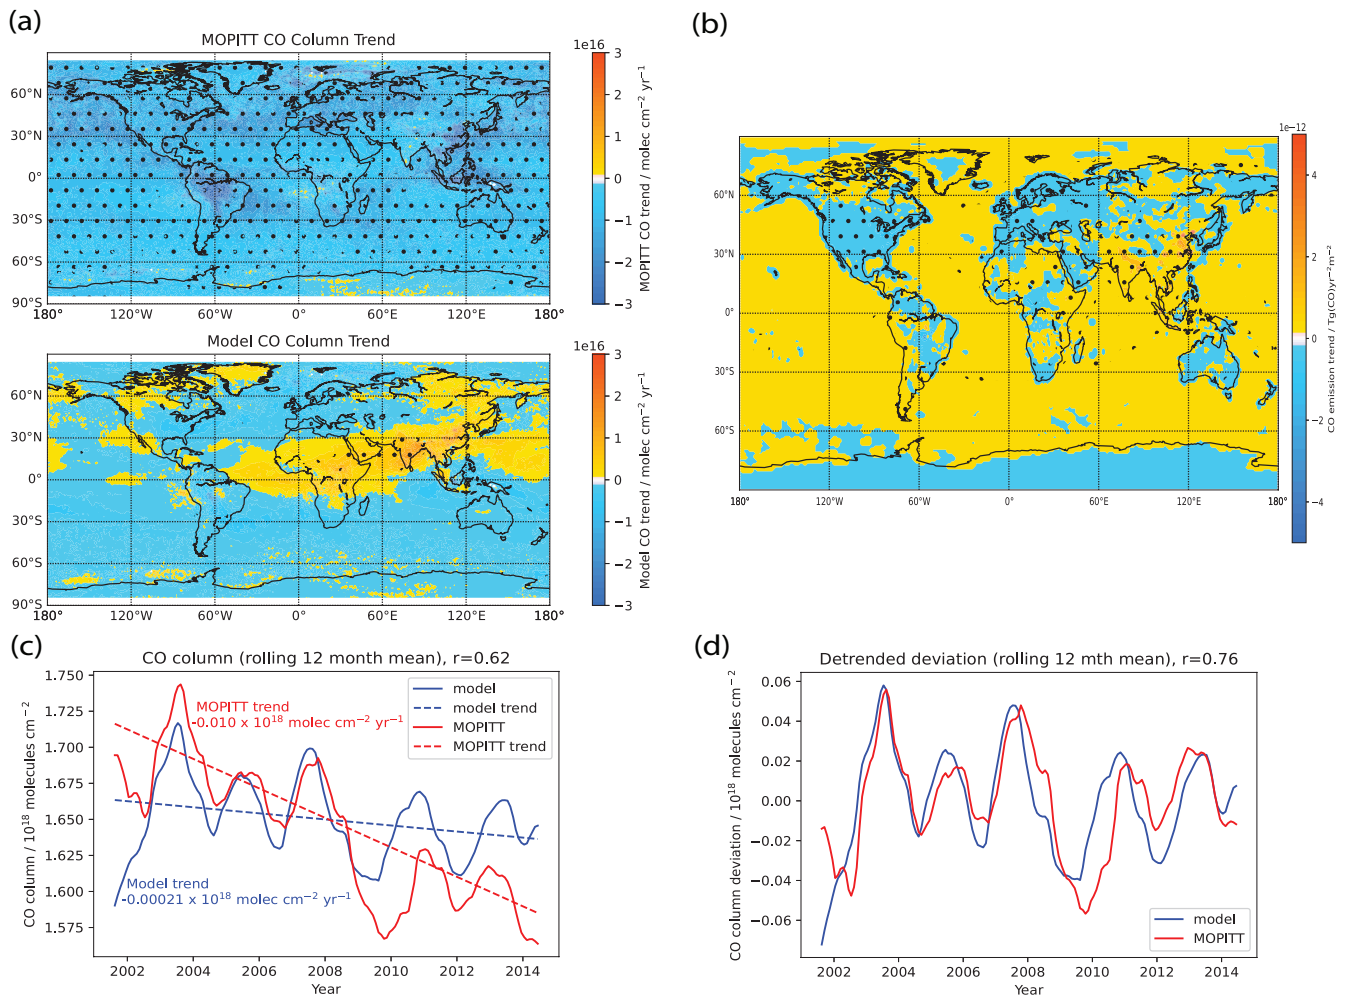 (a)
MOPITT CO Column Trend
1e16
60°N
30°N
0°
30°S
60°S
90°S
180°
120°W
60°W
0°
60°E
120°E
180°
3
2
1
0
−1
−2
−3
MOPITT CO trend / molec cm−2 yr−1
Model CO Column Trend
1e16
60°N
30°N
0°
30°S
60°S
90°S
180°
120°W
60°W
0°
60°E
120°E
180°
3
2
1
0
−1
−2
−3
Model CO trend / molec cm−2 yr−1
(b)
1e−12
60°N
30°N
0°
30°S
60°S
180°
120°W
60°W
0°
60°E
120°E
180°
4
2
0
−2
−4
CO emission trend / Tg(CO)yr−2m−2
(c)
CO column (rolling 12 month mean), r=0.62
1.750
1.725
1.700
1.675
1.650
1.625
1.600
1.575
CO column / 10^18 molecules cm−2
MOPITT trend
-0.010 x 10^18 molec cm−2 yr−1
model
model trend
MOPITT
MOPITT trend
Model trend
-0.00021 x 10^18 molec cm−2 yr−1
2002
2004
2006
2008
2010
2012
2014
Year
(d)
Detrended deviation (rolling 12 mth mean), r=0.76
0.06
0.04
0.02
0.00
−0.02
−0.04
−0.06
CO column deviation / 10^18 molecules cm−2
model
MOPITT
2002
2004
2006
2008
2010
2012
2014
Year